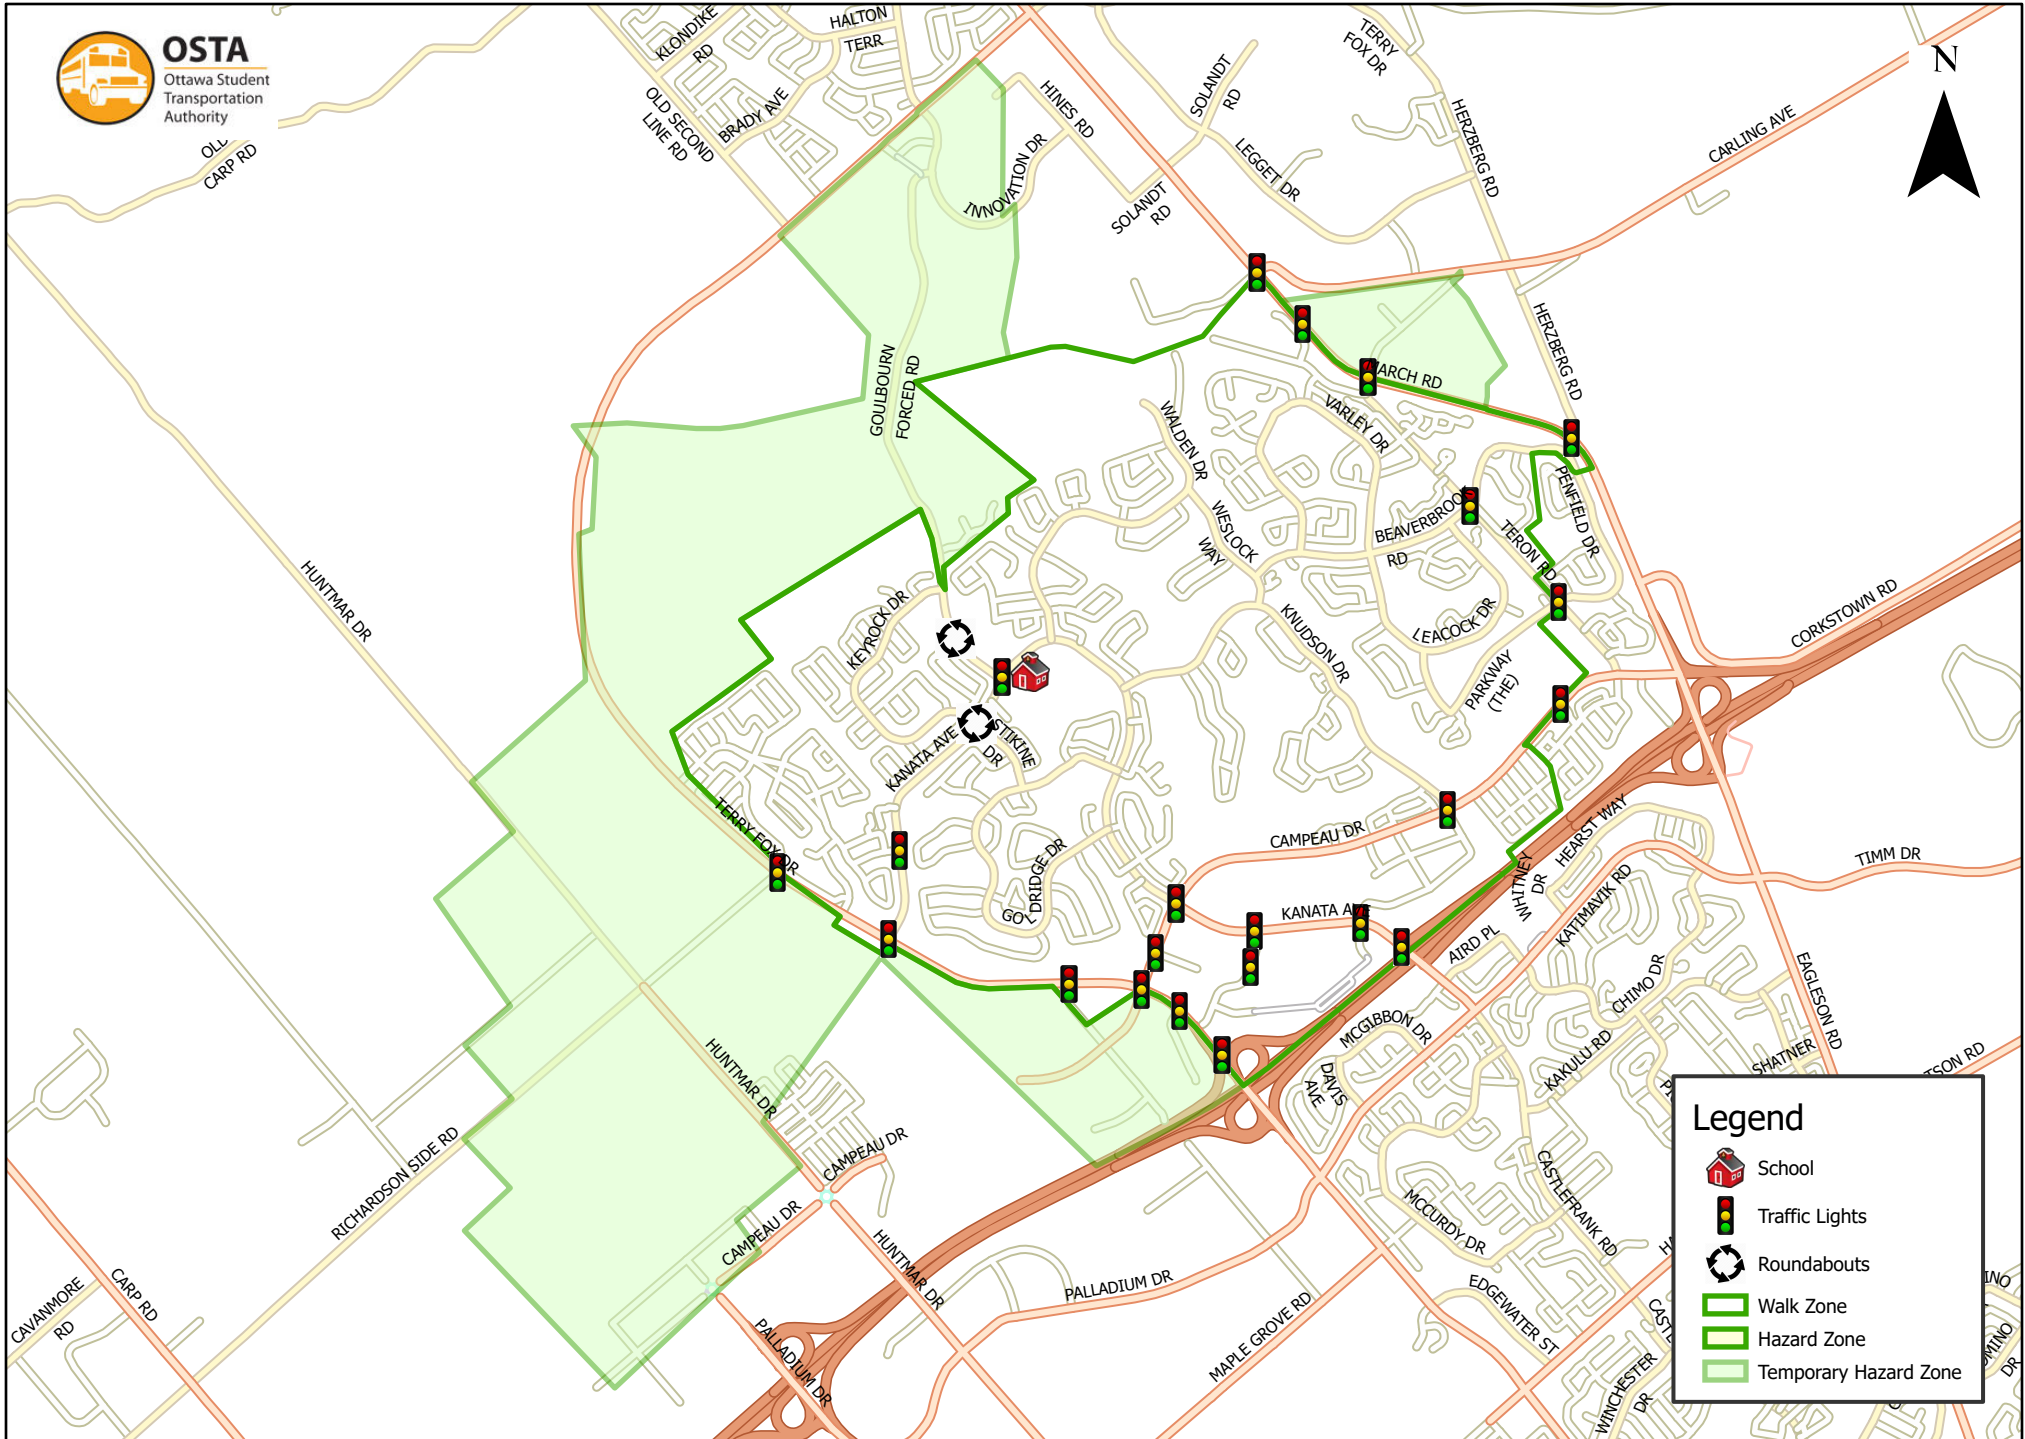 OSTA
Ottawa Student
Transportation
Authority
N
KLONDIKE
RD
HALTON
TERR
OLD SECOND
LINE RD
BRADY AVE
OLD
CARP RD
HINES RD
INNOVATION DR
SOLANDT
RD
SOLANDT
RD
LEGGET DR
TERRY
FOX DR
HERZBERG RD
CARLING AVE
HERZBERG RD
GOULBOURN
FORCED RD
MARCH RD
VARLEY DR
WALDEN DR
WESLOCK
WAY
BEAVERBROOK
RD
TERON RD
PENFIELD DR
LEACOCK DR
PARKWAY
(THE)
KNUDSON DR
CORKSTOWN RD
HUNTMAR DR
KEYROCK DR
KANATA AVE
STIKINE
DR
TERRY FOX DR
GOLDRIDGE DR
CAMPEAU DR
KANATA AVE
WHITNEY
DR
HEARST WAY
KATIMAVIK RD
TIMM DR
AIRD PL
CHIMO DR
EAGLESON RD
MCGIBBON DR
DAVIS
AVE
KAKULU RD
SHATNER
TSON RD
HUNTMAR DR
CAMPEAU DR
CAMPEAU DR
RICHARDSON SIDE RD
CARP RD
CAVANMORE
RD
HUNTMAR DR
PALLADIUM DR
PALLADIUM DR
MAPLE GROVE RD
MCCURDY DR
CASTLEFRANK RD
EDGEWATER ST
WINCHESTER
DR
CASTL
INO
OMINO
DR
Legend
School
Traffic Lights
Roundabouts
Walk Zone
Hazard Zone
Temporary Hazard Zone